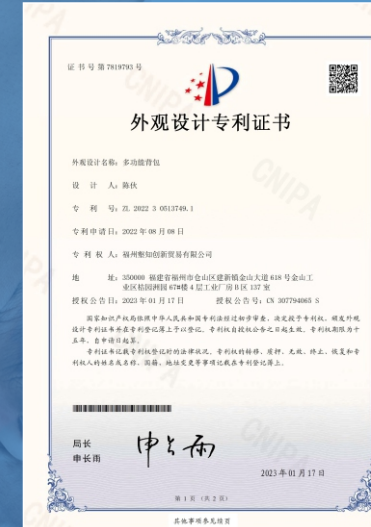 证书号第7819793号
外观设计专利证书
外观设计名称：多功能背包
设 计 人：陈伙
专 利 号：ZL 2022 3 0513749.1
专利申请日：2022年08月08日
专 利 权 人：福州慜知创新贸易有限公司
地 址：350000 福建省福州市仓山区建新镇金山大道618号金山工
业区桔园洲园67#楼4层工业厂房B区137室
授权公告日：2023年01月17日 授权公告号：CN 307794065 S
国家知识产权局依照中华人民共和国专利法经过初步审查，决定授予专利权，颁发外观
设计专利证书并在专利登记簿上予以登记。专利权自授权公告之日起生效。专利权期限为十
五年，自申请日起算。
专利证书记载专利权登记时的法律状况。专利权的转移、质押、无效、终止、恢复和专
利权人的姓名或名称、国籍、地址变更等事项记载在专利登记簿上。
局长
申长雨
申长雨
2023年01月17日
第 1 页 （共 2 页）
其他事项参见续页
CNIPA
CNIPA
CNIPA